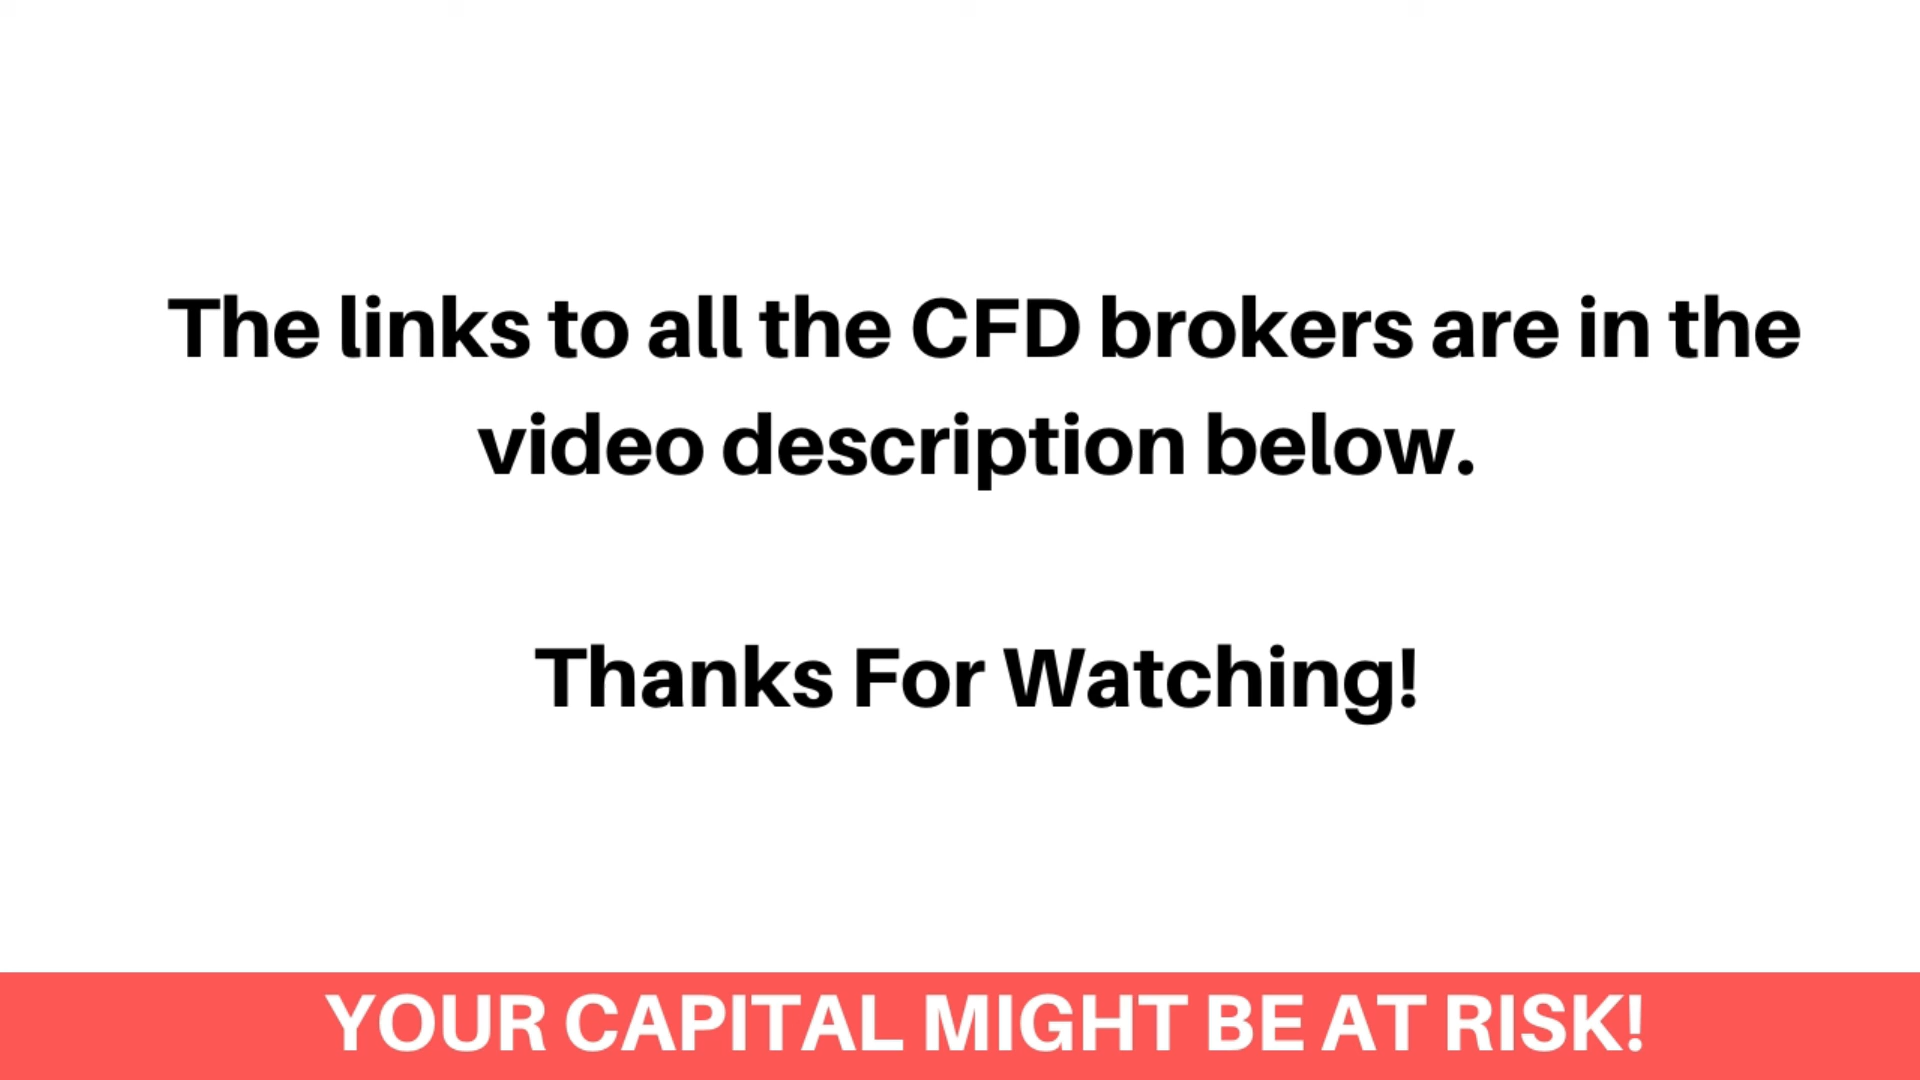 The links to all the CFD brokers are in the
video description below.
Thanks For Watching!
YOUR CAPITAL MIGHT BE AT RISK!